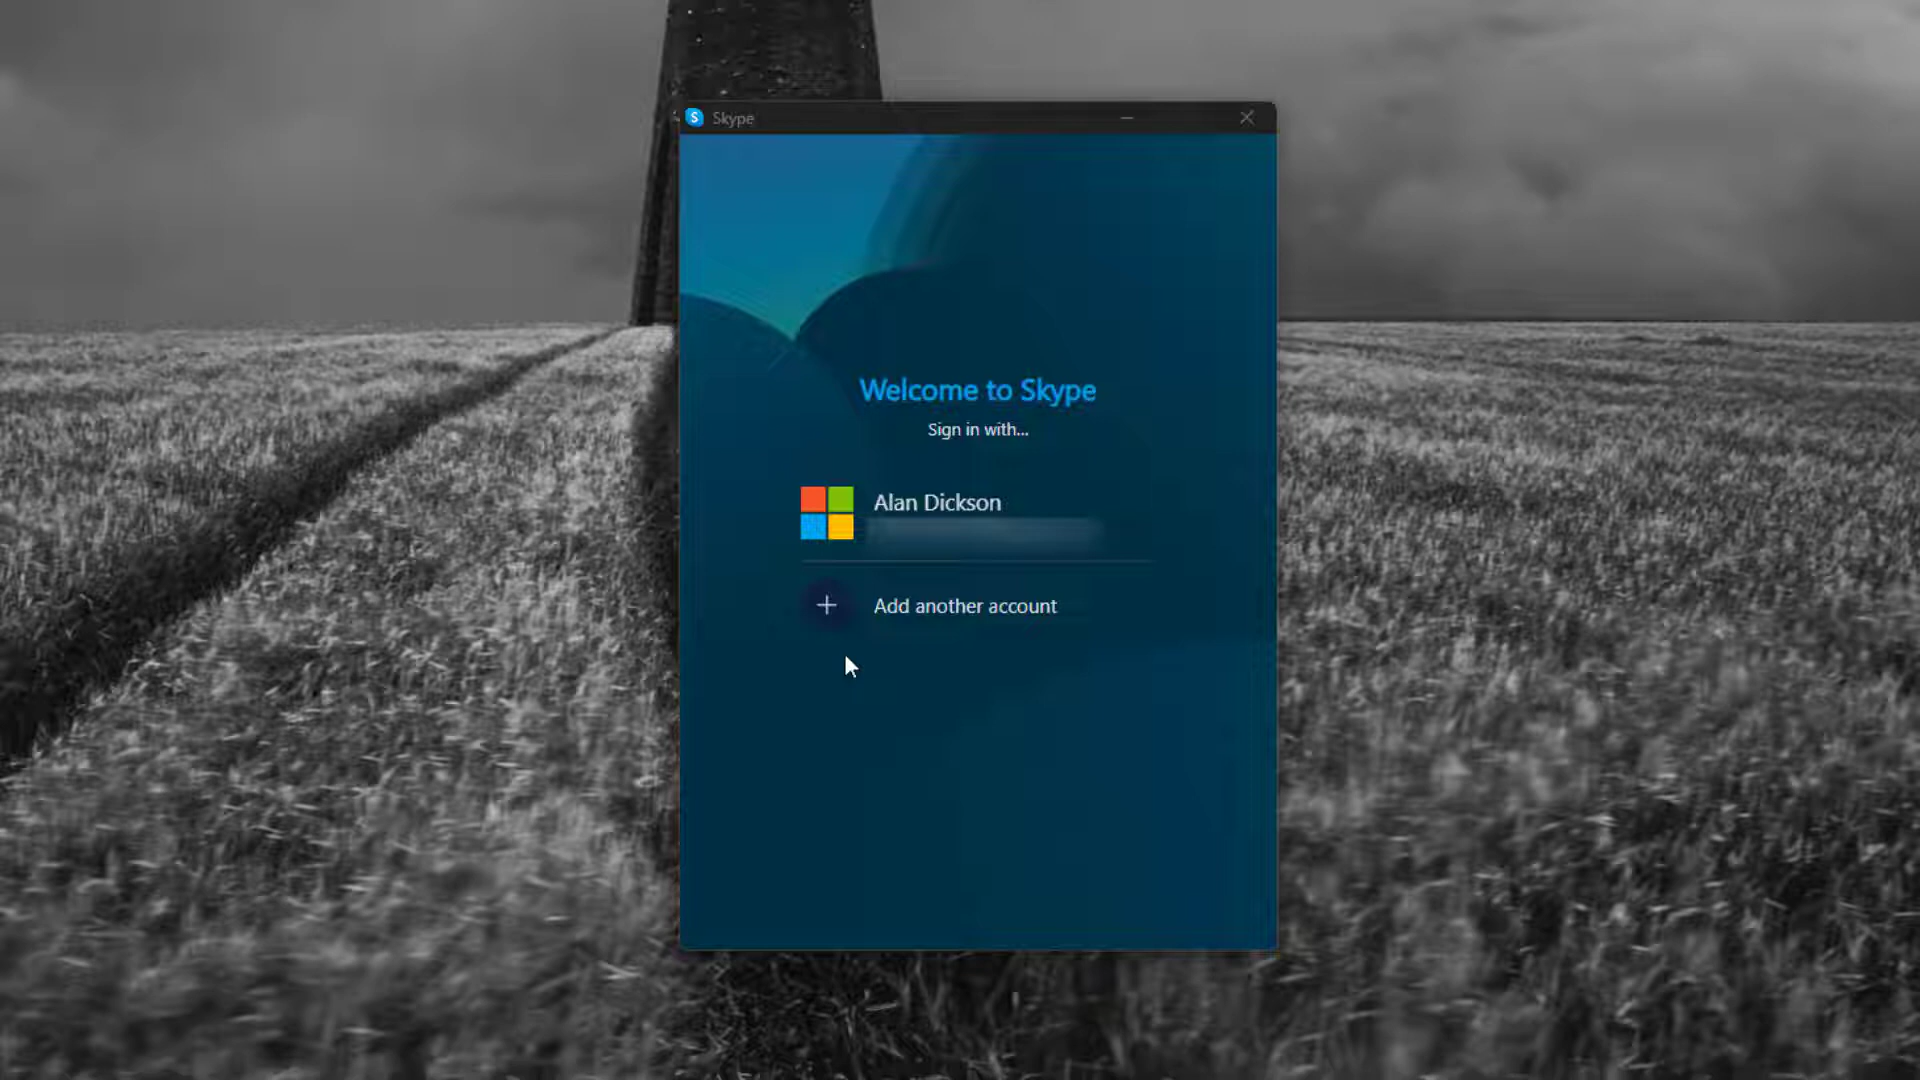 Skype
Welcome to Skype
Sign in with...
Alan Dickson
Add another account